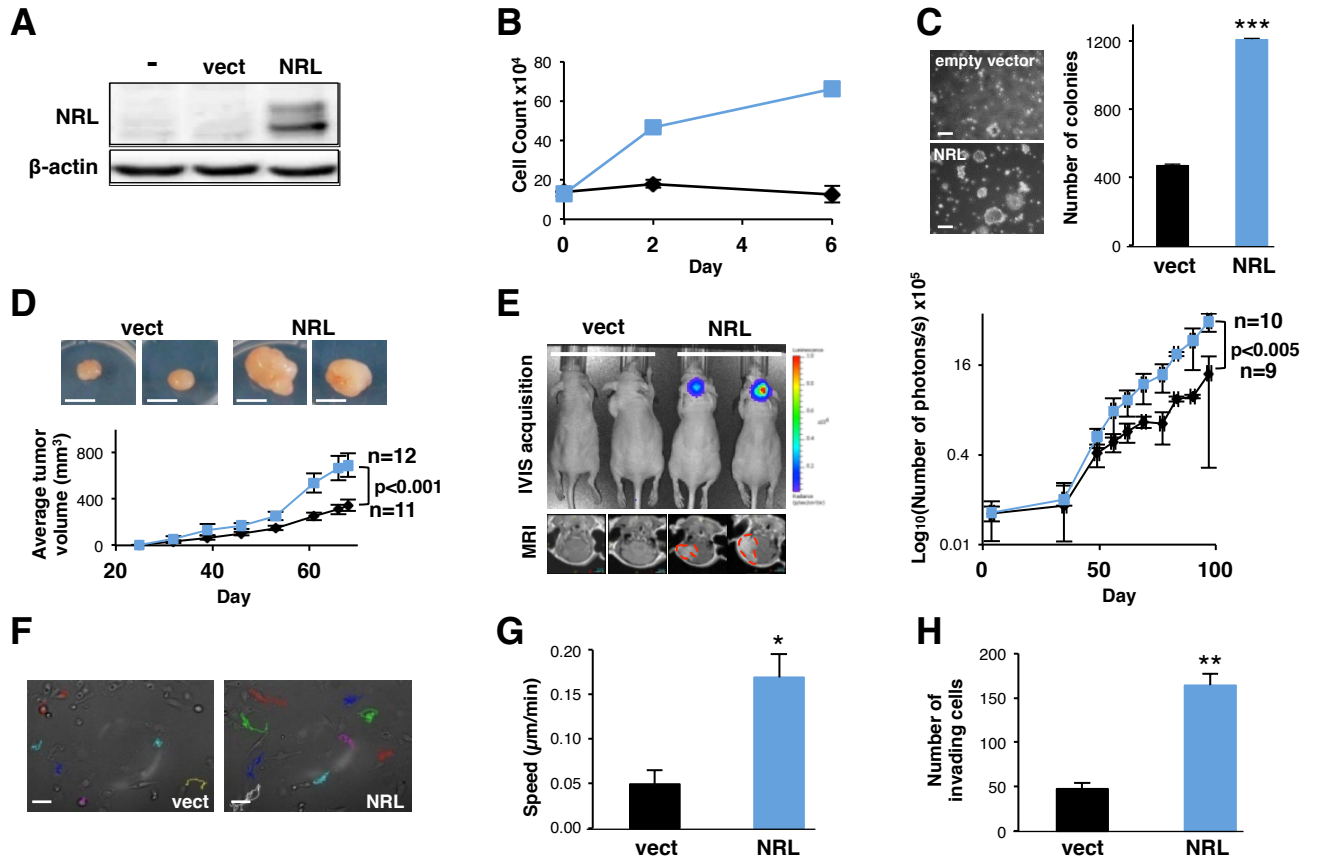 A
-
vect
NRL
NRL
β-actin
B
Cell Count x10⁴
80
60
40
20
0
0
2
4
6
Day
C
empty vector
NRL
Number of colonies
1200
800
400
0
***
vect
NRL
D
vect
NRL
Average tumor
volume (mm³)
800
400
0
20
40
60
Day
n=12
p<0.001
n=11
E
vect
NRL
IVIS acquisition
MRI
Luminescence
Log₁₀(Number of photons/s) x10⁵
16
0.4
0.01
0
50
100
Day
n=10
p<0.005
n=9
F
vect
NRL
G
Speed (µm/min)
0.20
0.15
0.10
0.05
0.00
*
vect
NRL
H
Number of
invading cells
200
150
100
50
0
**
vect
NRL